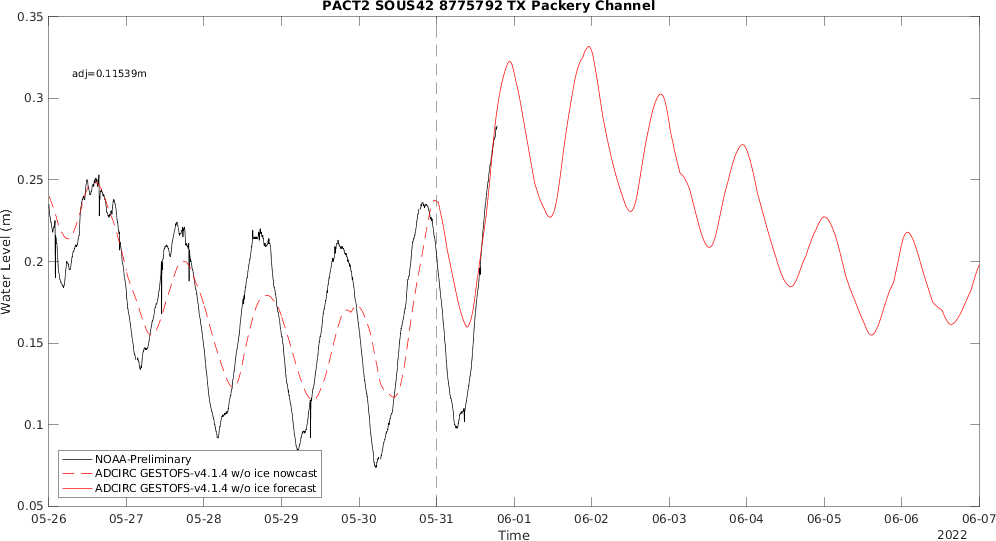 PACT2 SOUS42 8775792 TX Packery Channel
0.35
adj=0.11539m
0.3
0.25
0.2
Water Level (m)
0.15
0.1
NOAA-Preliminary
ADCIRC GESTOFS-v4.1.4 w/o ice nowcast
ADCIRC GESTOFS-v4.1.4 w/o ice forecast
0.05
05-26 05-27 05-28 05-29 05-30 05-31 06-01 06-02 06-03 06-04 06-05 06-06 06-07
Time
2022